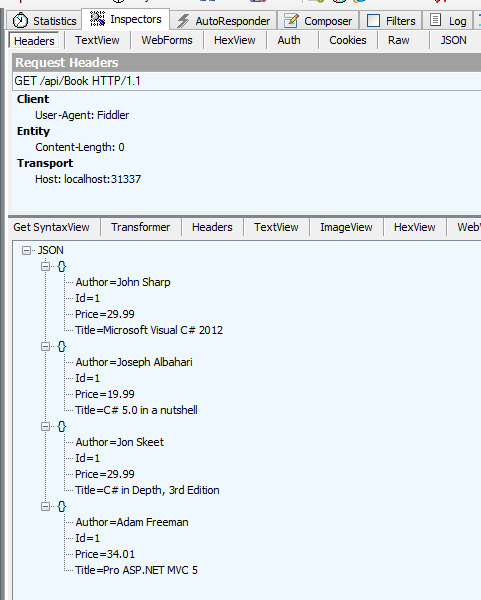 Statistics Inspectors AutoResponder Composer Filters Log
Headers TextView WebForms HexView Auth Cookies Raw JSON
Request Headers
GET /api/Book HTTP/1.1
Client
User-Agent: Fiddler
Entity
Content-Length: 0
Transport
Host: localhost:31337
Get SyntaxView Transformer Headers TextView ImageView HexView
JSON
{}
Author=John Sharp
Id=1
Price=29.99
Title=Microsoft Visual C# 2012
{}
Author=Joseph Albahari
Id=1
Price=19.99
Title=C# 5.0 in a nutshell
{}
Author=Jon Skeet
Id=1
Price=29.99
Title=C# in Depth, 3rd Edition
{}
Author=Adam Freeman
Id=1
Price=34.01
Title=Pro ASP.NET MVC 5